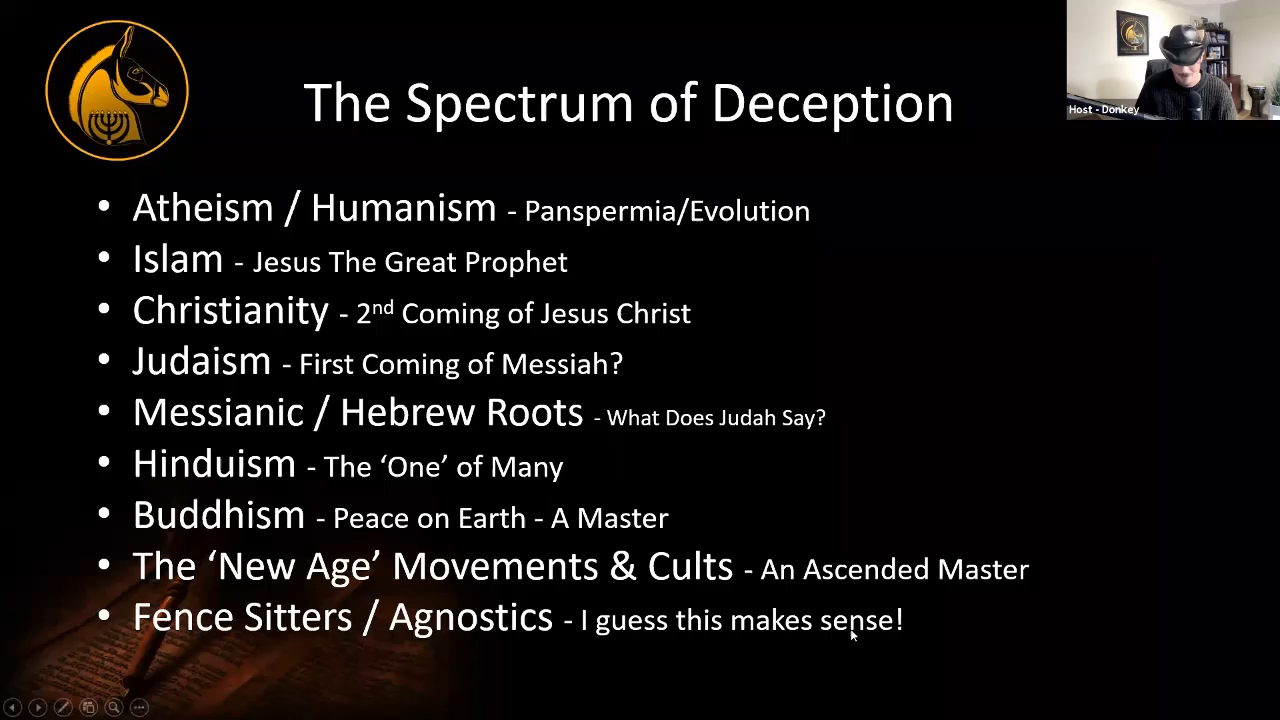 The Spectrum of Deception
Host - Donkey
• Atheism / Humanism - Panspermia/Evolution
• Islam - Jesus The Great Prophet
• Christianity - 2nd Coming of Jesus Christ
• Judaism - First Coming of Messiah?
• Messianic / Hebrew Roots - What Does Judah Say?
• Hinduism - The ‘One’ of Many
• Buddhism - Peace on Earth - A Master
• The ‘New Age’ Movements & Cults - An Ascended Master
• Fence Sitters / Agnostics - I guess this makes sense!